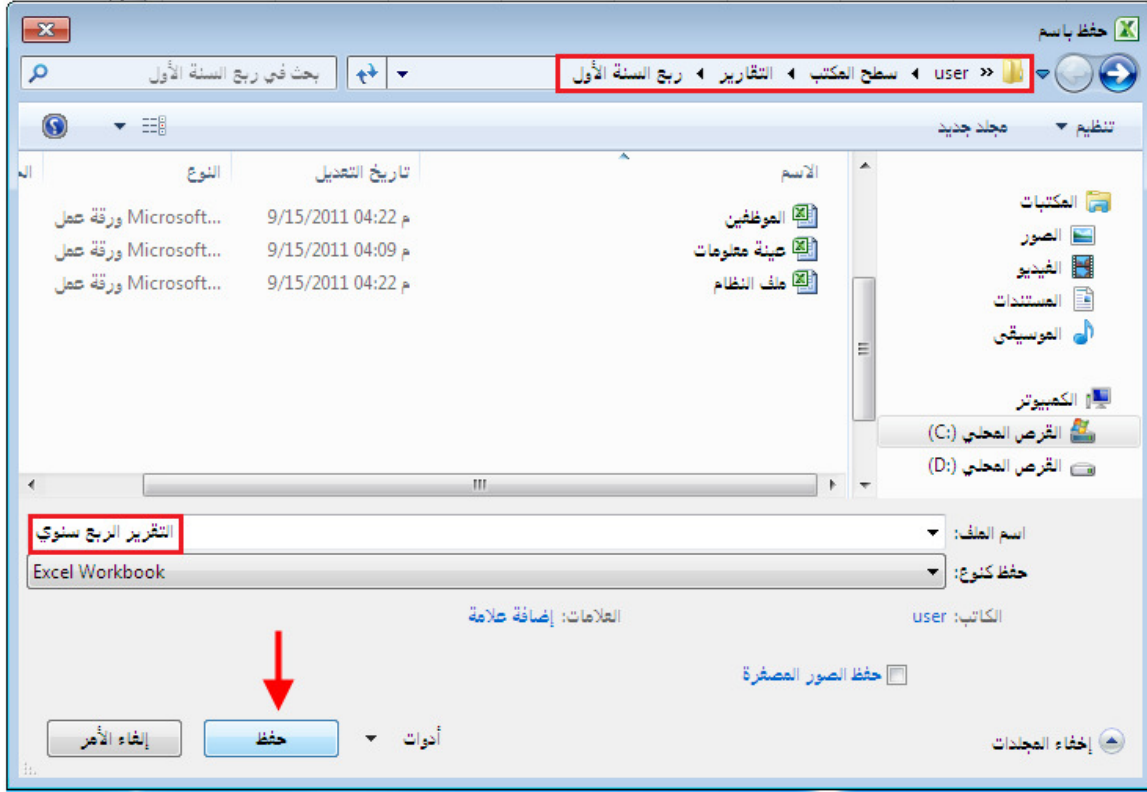 حفظ باسم
user » سطح المكتب التقارير ربع السنة الأول
بحث في ربع السنة الأول
تنظيم مجلد جديد
المكتبات
الصور
الفيديو
المستندات
الموسيقى
الكمبيوتر
القرص المحلي (C:)
القرص المحلي (D:)
الاسم تاريخ التعديل النوع
الموظفين 9/15/2011 04:22 م ورقة عمل Microsoft...
عينة معلومات 9/15/2011 04:09 م ورقة عمل Microsoft...
ملف النظام 9/15/2011 04:22 م ورقة عمل Microsoft...
اسم الملف: التقرير الربع سنوي
حفظ كنوع: Excel Workbook
الكاتب: user العلامات: إضافة علامة
حفظ الصور المصغرة
إخفاء المجلدات أدوات حفظ إلغاء الأمر